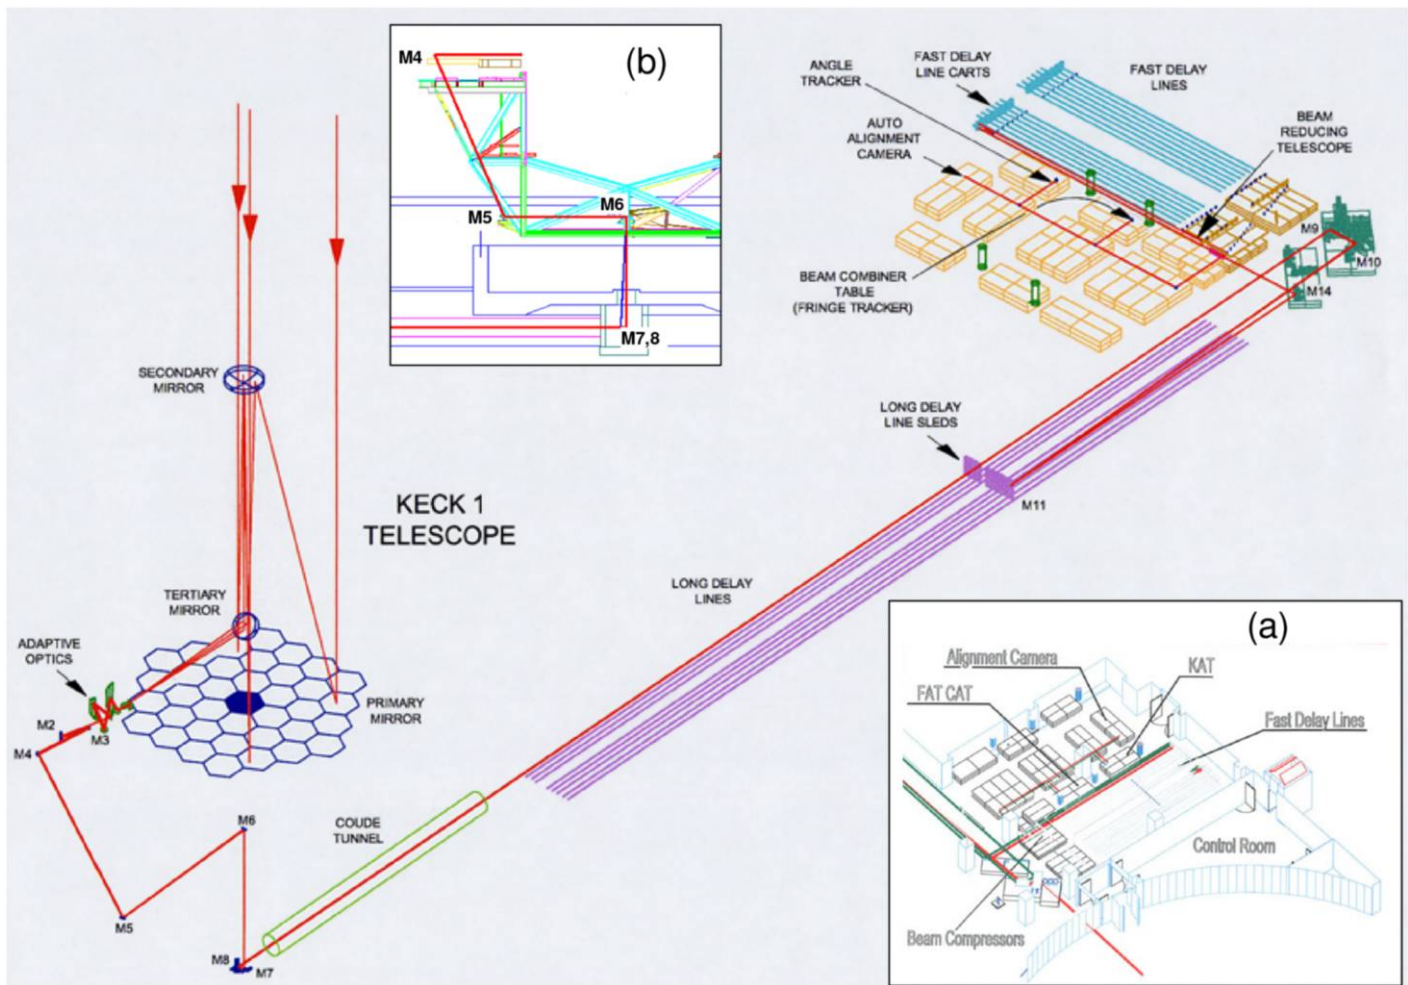 M4
(b)
M5
M6
M7,8
ANGLE
TRACKER
FAST DELAY
LINE CARTS
FAST DELAY
LINES
AUTO
ALIGNMENT
CAMERA
BEAM
REDUCING
TELESCOPE
BEAM COMBINER
TABLE
(FRINGE TRACKER)
M9
M10
M14
SECONDARY
MIRROR
LONG DELAY
LINE SLEDS
M11
KECK 1
TELESCOPE
LONG DELAY
LINES
TERTIARY
MIRROR
ADAPTIVE
OPTICS
PRIMARY
MIRROR
M2
M3
M4
M6
M5
COUDE
TUNNEL
M8
M7
(a)
Alignment Camera
KAT
FAT CAT
Fast Delay Lines
Control Room
Beam Compressors